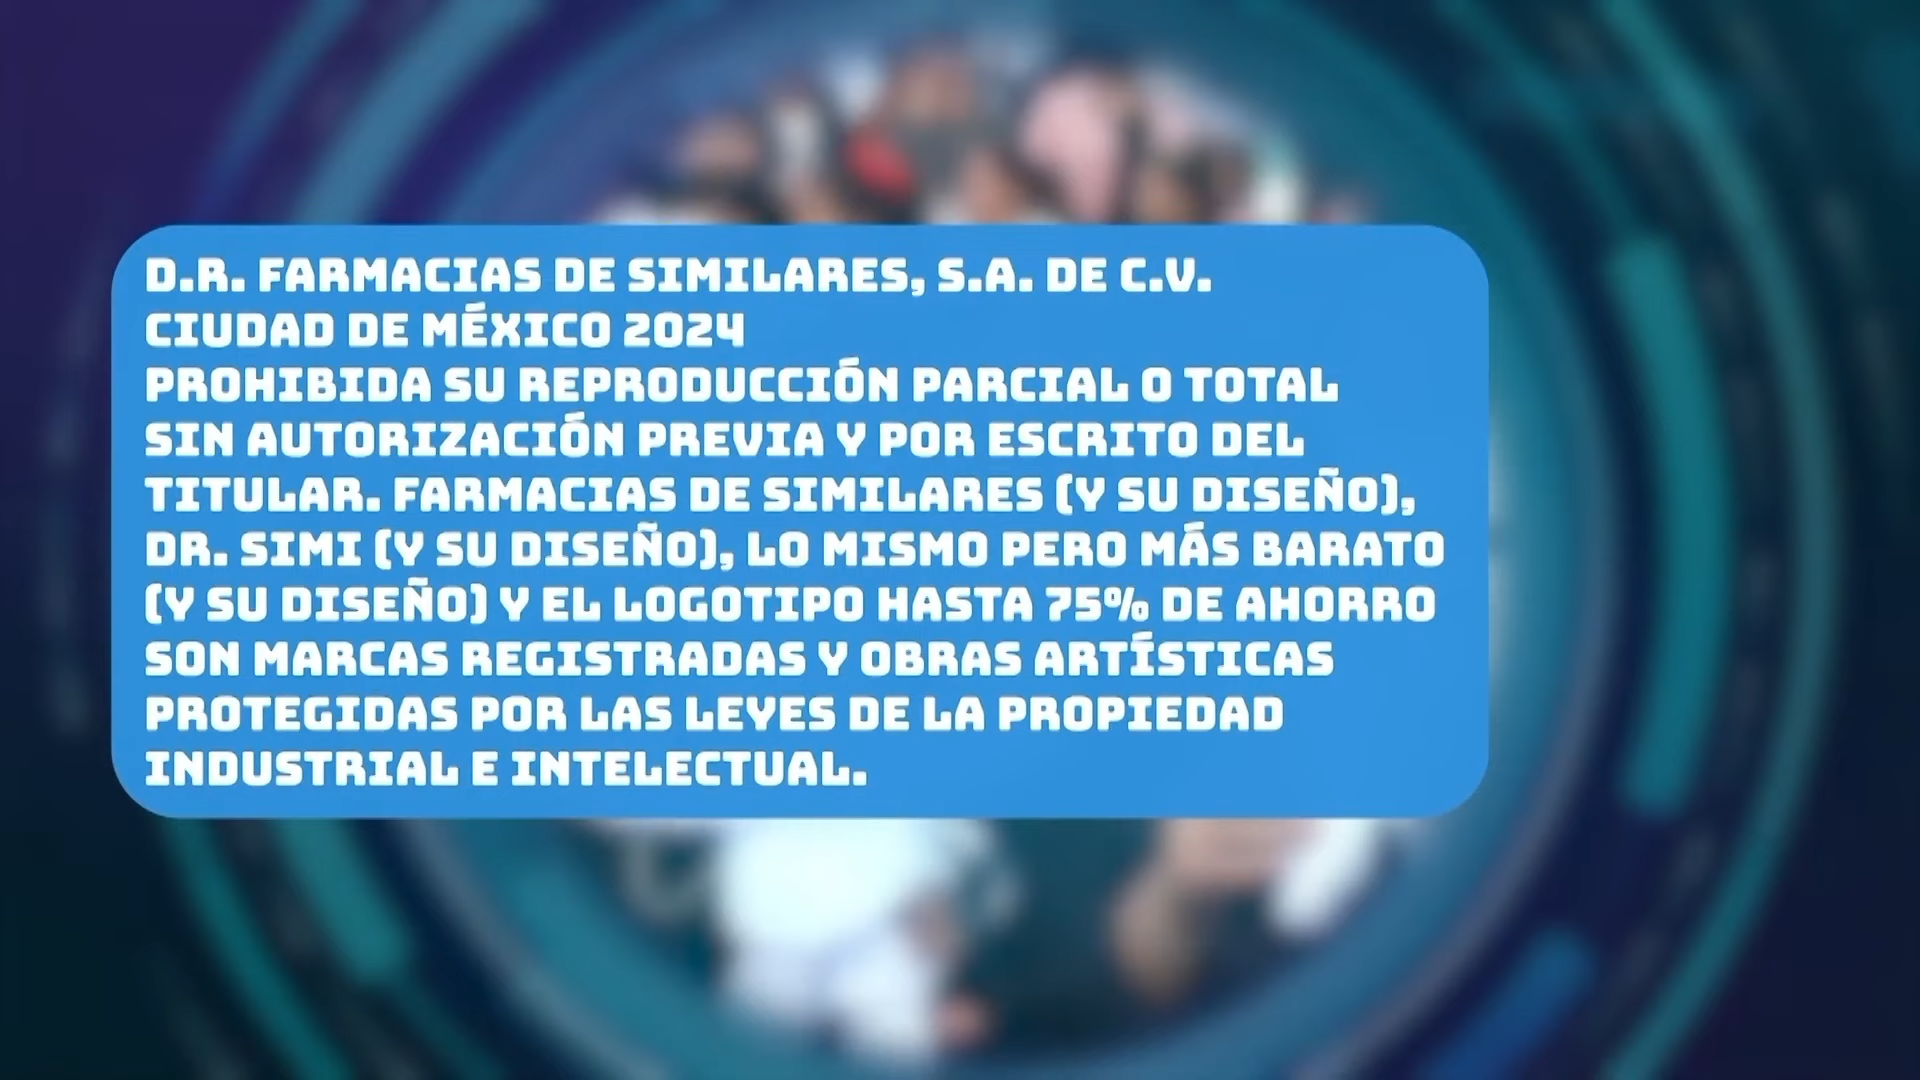 D.R. FARMACIAS DE SIMILARES, S.A. DE C.V.
CIUDAD DE MÉXICO 2024
PROHIBIDA SU REPRODUCCIÓN PARCIAL O TOTAL
SIN AUTORIZACIÓN PREVIA Y POR ESCRITO DEL
TITULAR. FARMACIAS DE SIMILARES (Y SU DISEÑO),
DR. SIMI (Y SU DISEÑO), LO MISMO PERO MÁS BARATO
(Y SU DISEÑO) Y EL LOGOTIPO HASTA 75% DE AHORRO
SON MARCAS REGISTRADAS Y OBRAS ARTÍSTICAS
PROTEGIDAS POR LAS LEYES DE LA PROPIEDAD
INDUSTRIAL E INTELECTUAL.